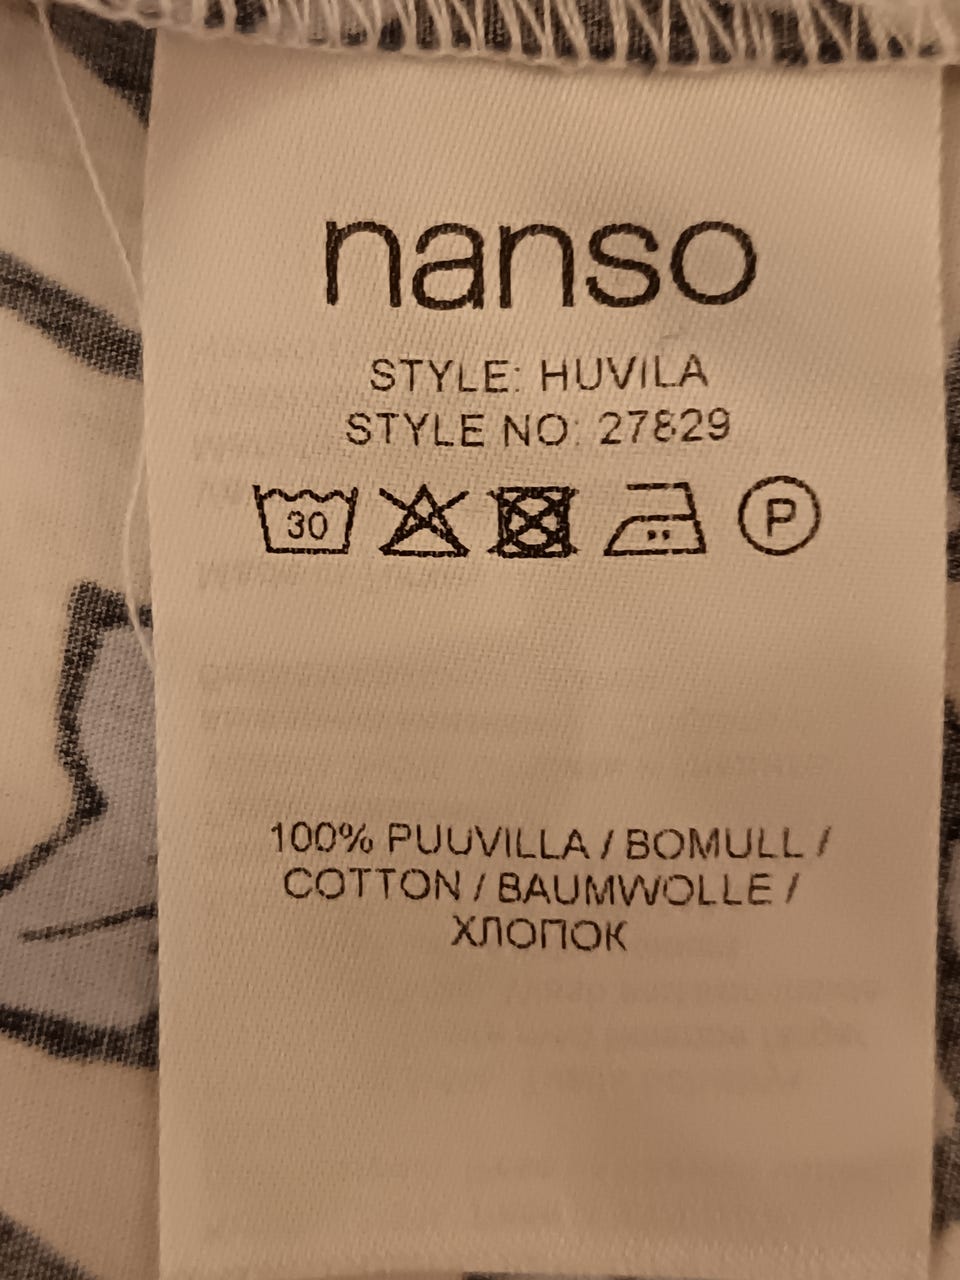 nanso
STYLE: HUVILA
STYLE NO: 27829
30 P
100% PUUVILLA / BOMULL /
COTTON / BAUMWOLLE /
ХЛОПОК